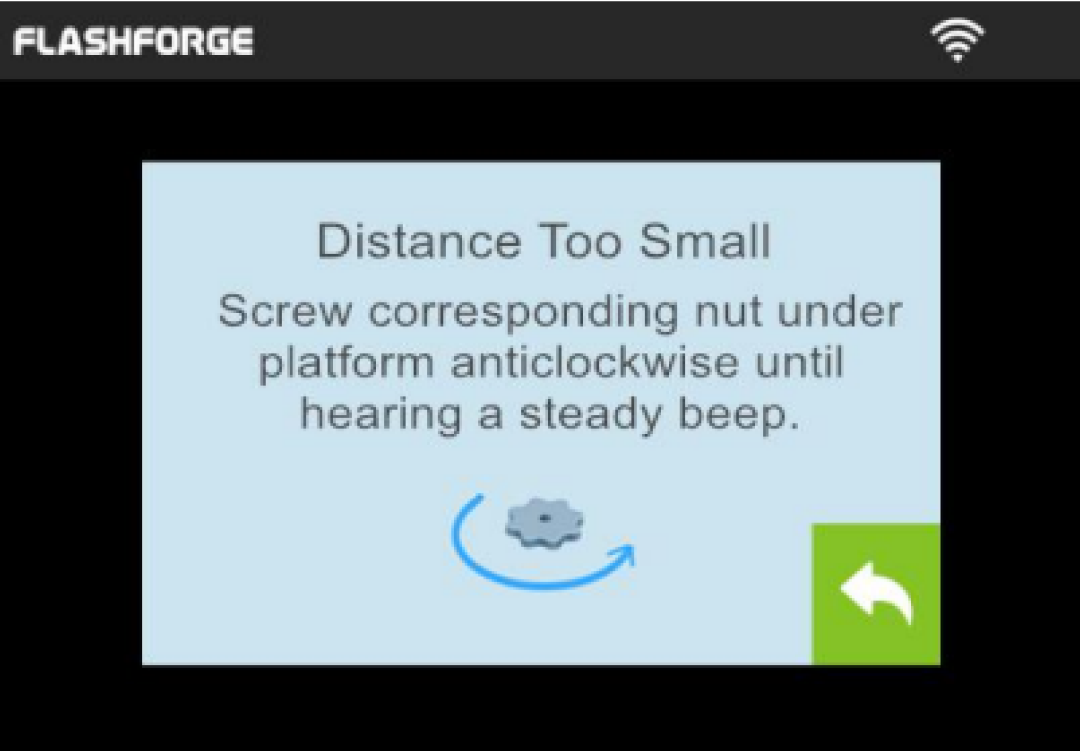 FLASHFORGE
Distance Too Small
Screw corresponding nut under
platform anticlockwise until
hearing a steady beep.